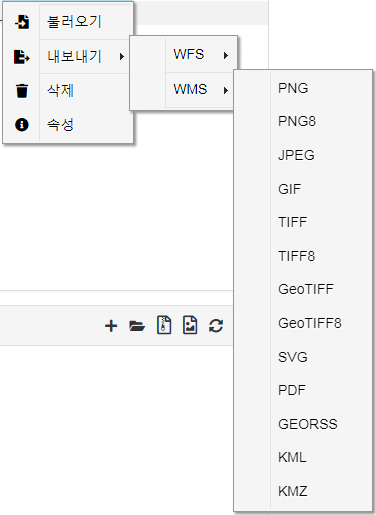 불러오기
내보내기
삭제
속성
WFS
WMS
PNG
PNG8
JPEG
GIF
TIFF
TIFF8
GeoTIFF
GeoTIFF8
SVG
PDF
GEORSS
KML
KMZ